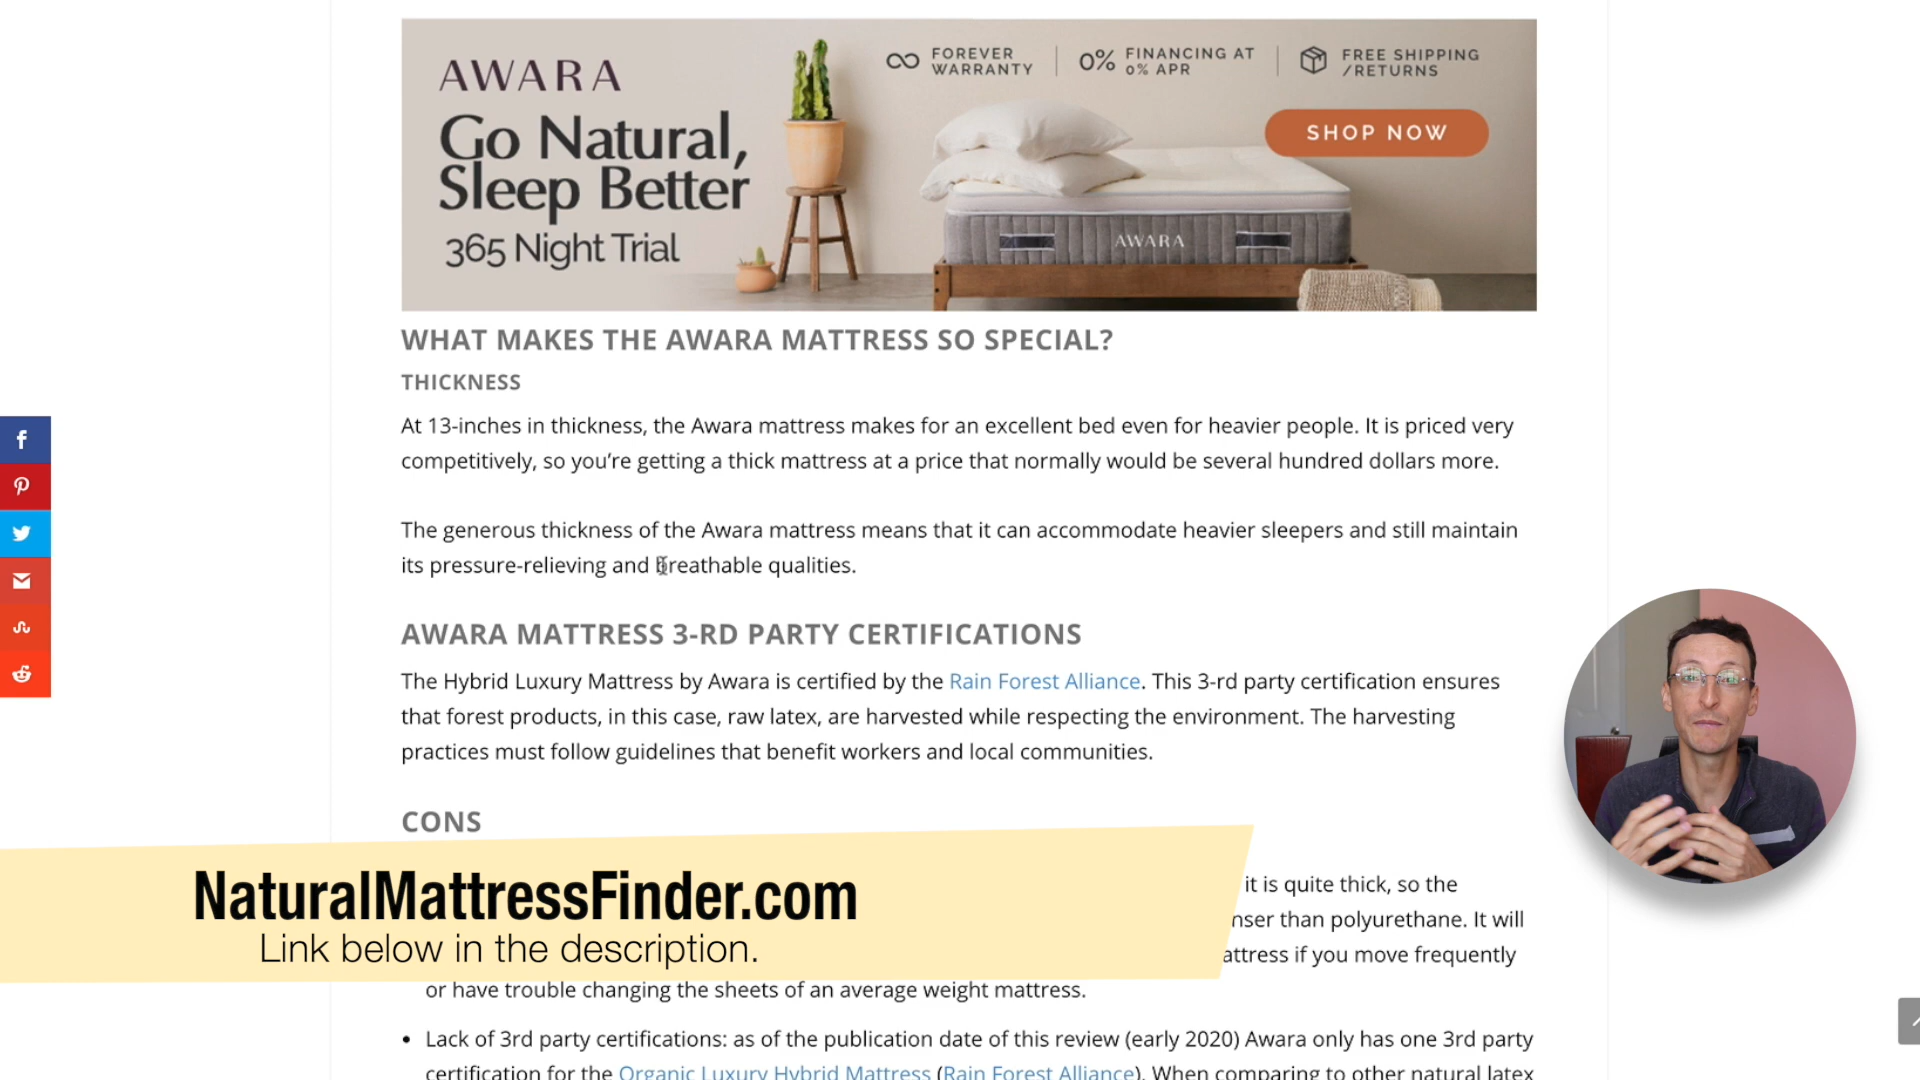 AWARA
Go Natural,
Sleep Better
365 Night Trial
FOREVER
WARRANTY
0%
FINANCING AT
0% APR
FREE SHIPPING
/RETURNS
SHOP NOW
AWARA
WHAT MAKES THE AWARA MATTRESS SO SPECIAL?
THICKNESS
At 13-inches in thickness, the Awara mattress makes for an excellent bed even for heavier people. It is priced very
competitively, so you’re getting a thick mattress at a price that normally would be several hundred dollars more.
The generous thickness of the Awara mattress means that it can accommodate heavier sleepers and still maintain
its pressure-relieving and breathable qualities.
AWARA MATTRESS 3-RD PARTY CERTIFICATIONS
The Hybrid Luxury Mattress by Awara is certified by the Rain Forest Alliance. This 3-rd party certification ensures
that forest products, in this case, raw latex, are harvested while respecting the environment. The harvesting
practices must follow guidelines that benefit workers and local communities.
CONS
it is quite thick, so the
nser than polyurethane. It will
attress if you move frequently
or have trouble changing the sheets of an average weight mattress.
NaturalMattressFinder.com
Link below in the description.
• Lack of 3rd party certifications: as of the publication date of this review (early 2020) Awara only has one 3rd party
certification for the Organic Luxury Hybrid Mattress (Rain Forest Alliance). When comparing to other natural latex